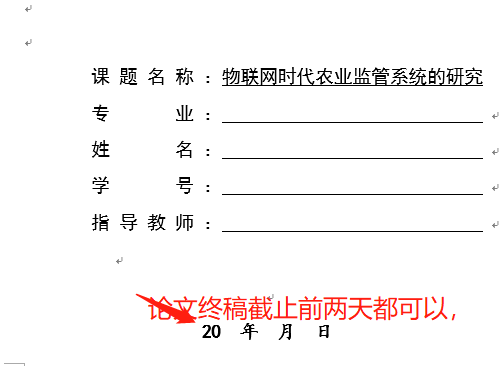 课题名称：物联网时代农业监管系统的研究
专业：
姓名：
学号：
指导教师：
论文终稿截止前两天都可以，
20 年 月 日